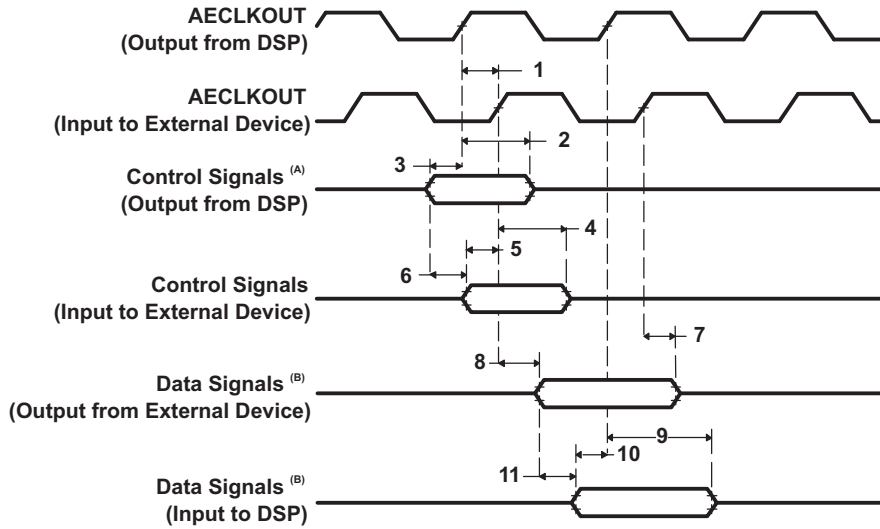 AECLKOUT
(Output from DSP)
1
AECLKOUT
(Input to External Device)
2
3
Control Signals (A)
(Output from DSP)
4
5
6
Control Signals
(Input to External Device)
7
8
Data Signals (B)
(Output from External Device)
9
10
11
Data Signals (B)
(Input to DSP)